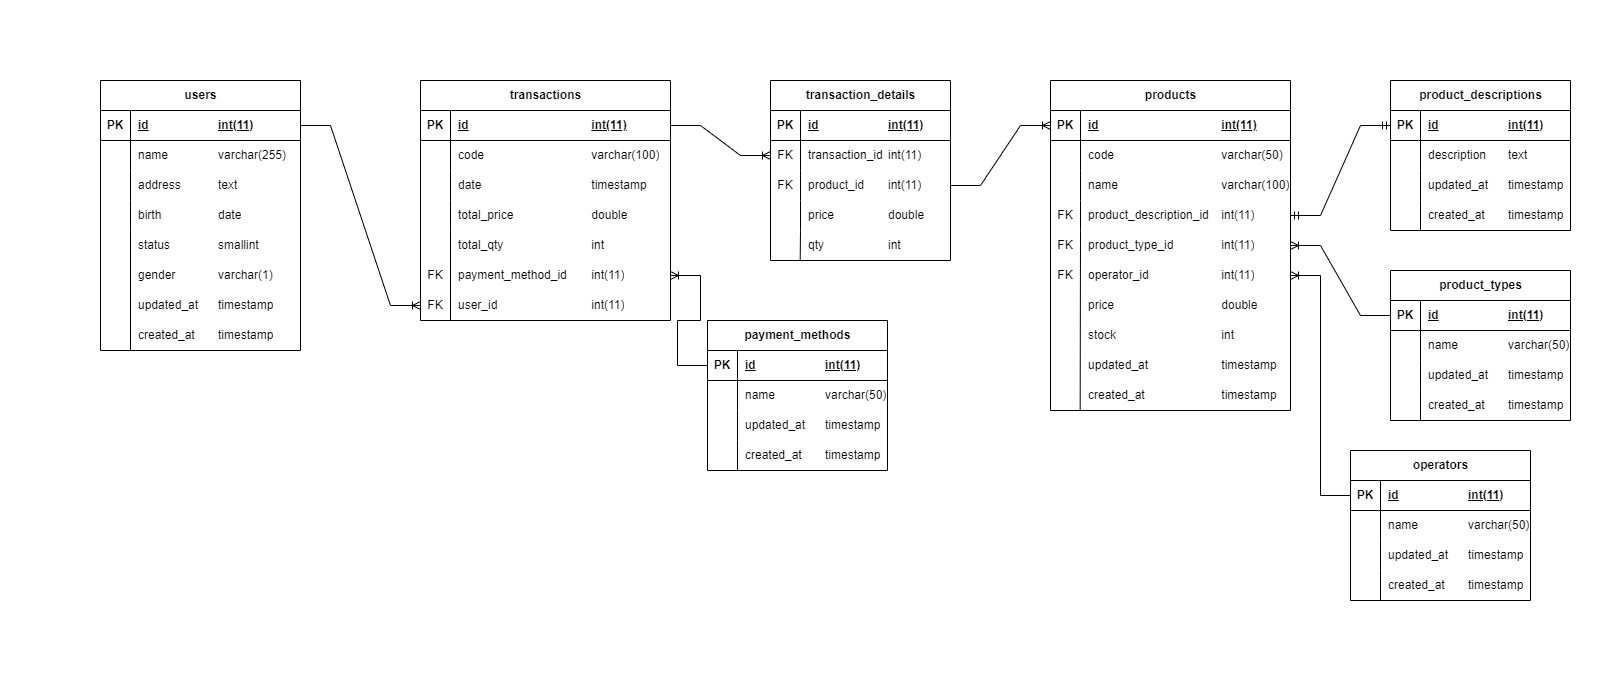 users
PK id int(11)
name varchar(255)
address text
birth date
status smallint
gender varchar(1)
updated_at timestamp
created_at timestamp
transactions
PK id int(11)
code varchar(100)
date timestamp
total_price double
total_qty int
FK payment_method_id int(11)
FK user_id int(11)
payment_methods
PK id int(11)
name varchar(50)
updated_at timestamp
created_at timestamp
transaction_details
PK id int(11)
FK transaction_id int(11)
FK product_id int(11)
price double
qty int
products
PK id int(11)
code varchar(50)
name varchar(100)
FK product_description_id int(11)
FK product_type_id int(11)
FK operator_id int(11)
price double
stock int
updated_at timestamp
created_at timestamp
product_descriptions
PK id int(11)
description text
updated_at timestamp
created_at timestamp
product_types
PK id int(11)
name varchar(50)
updated_at timestamp
created_at timestamp
operators
PK id int(11)
name varchar(50)
updated_at timestamp
created_at timestamp